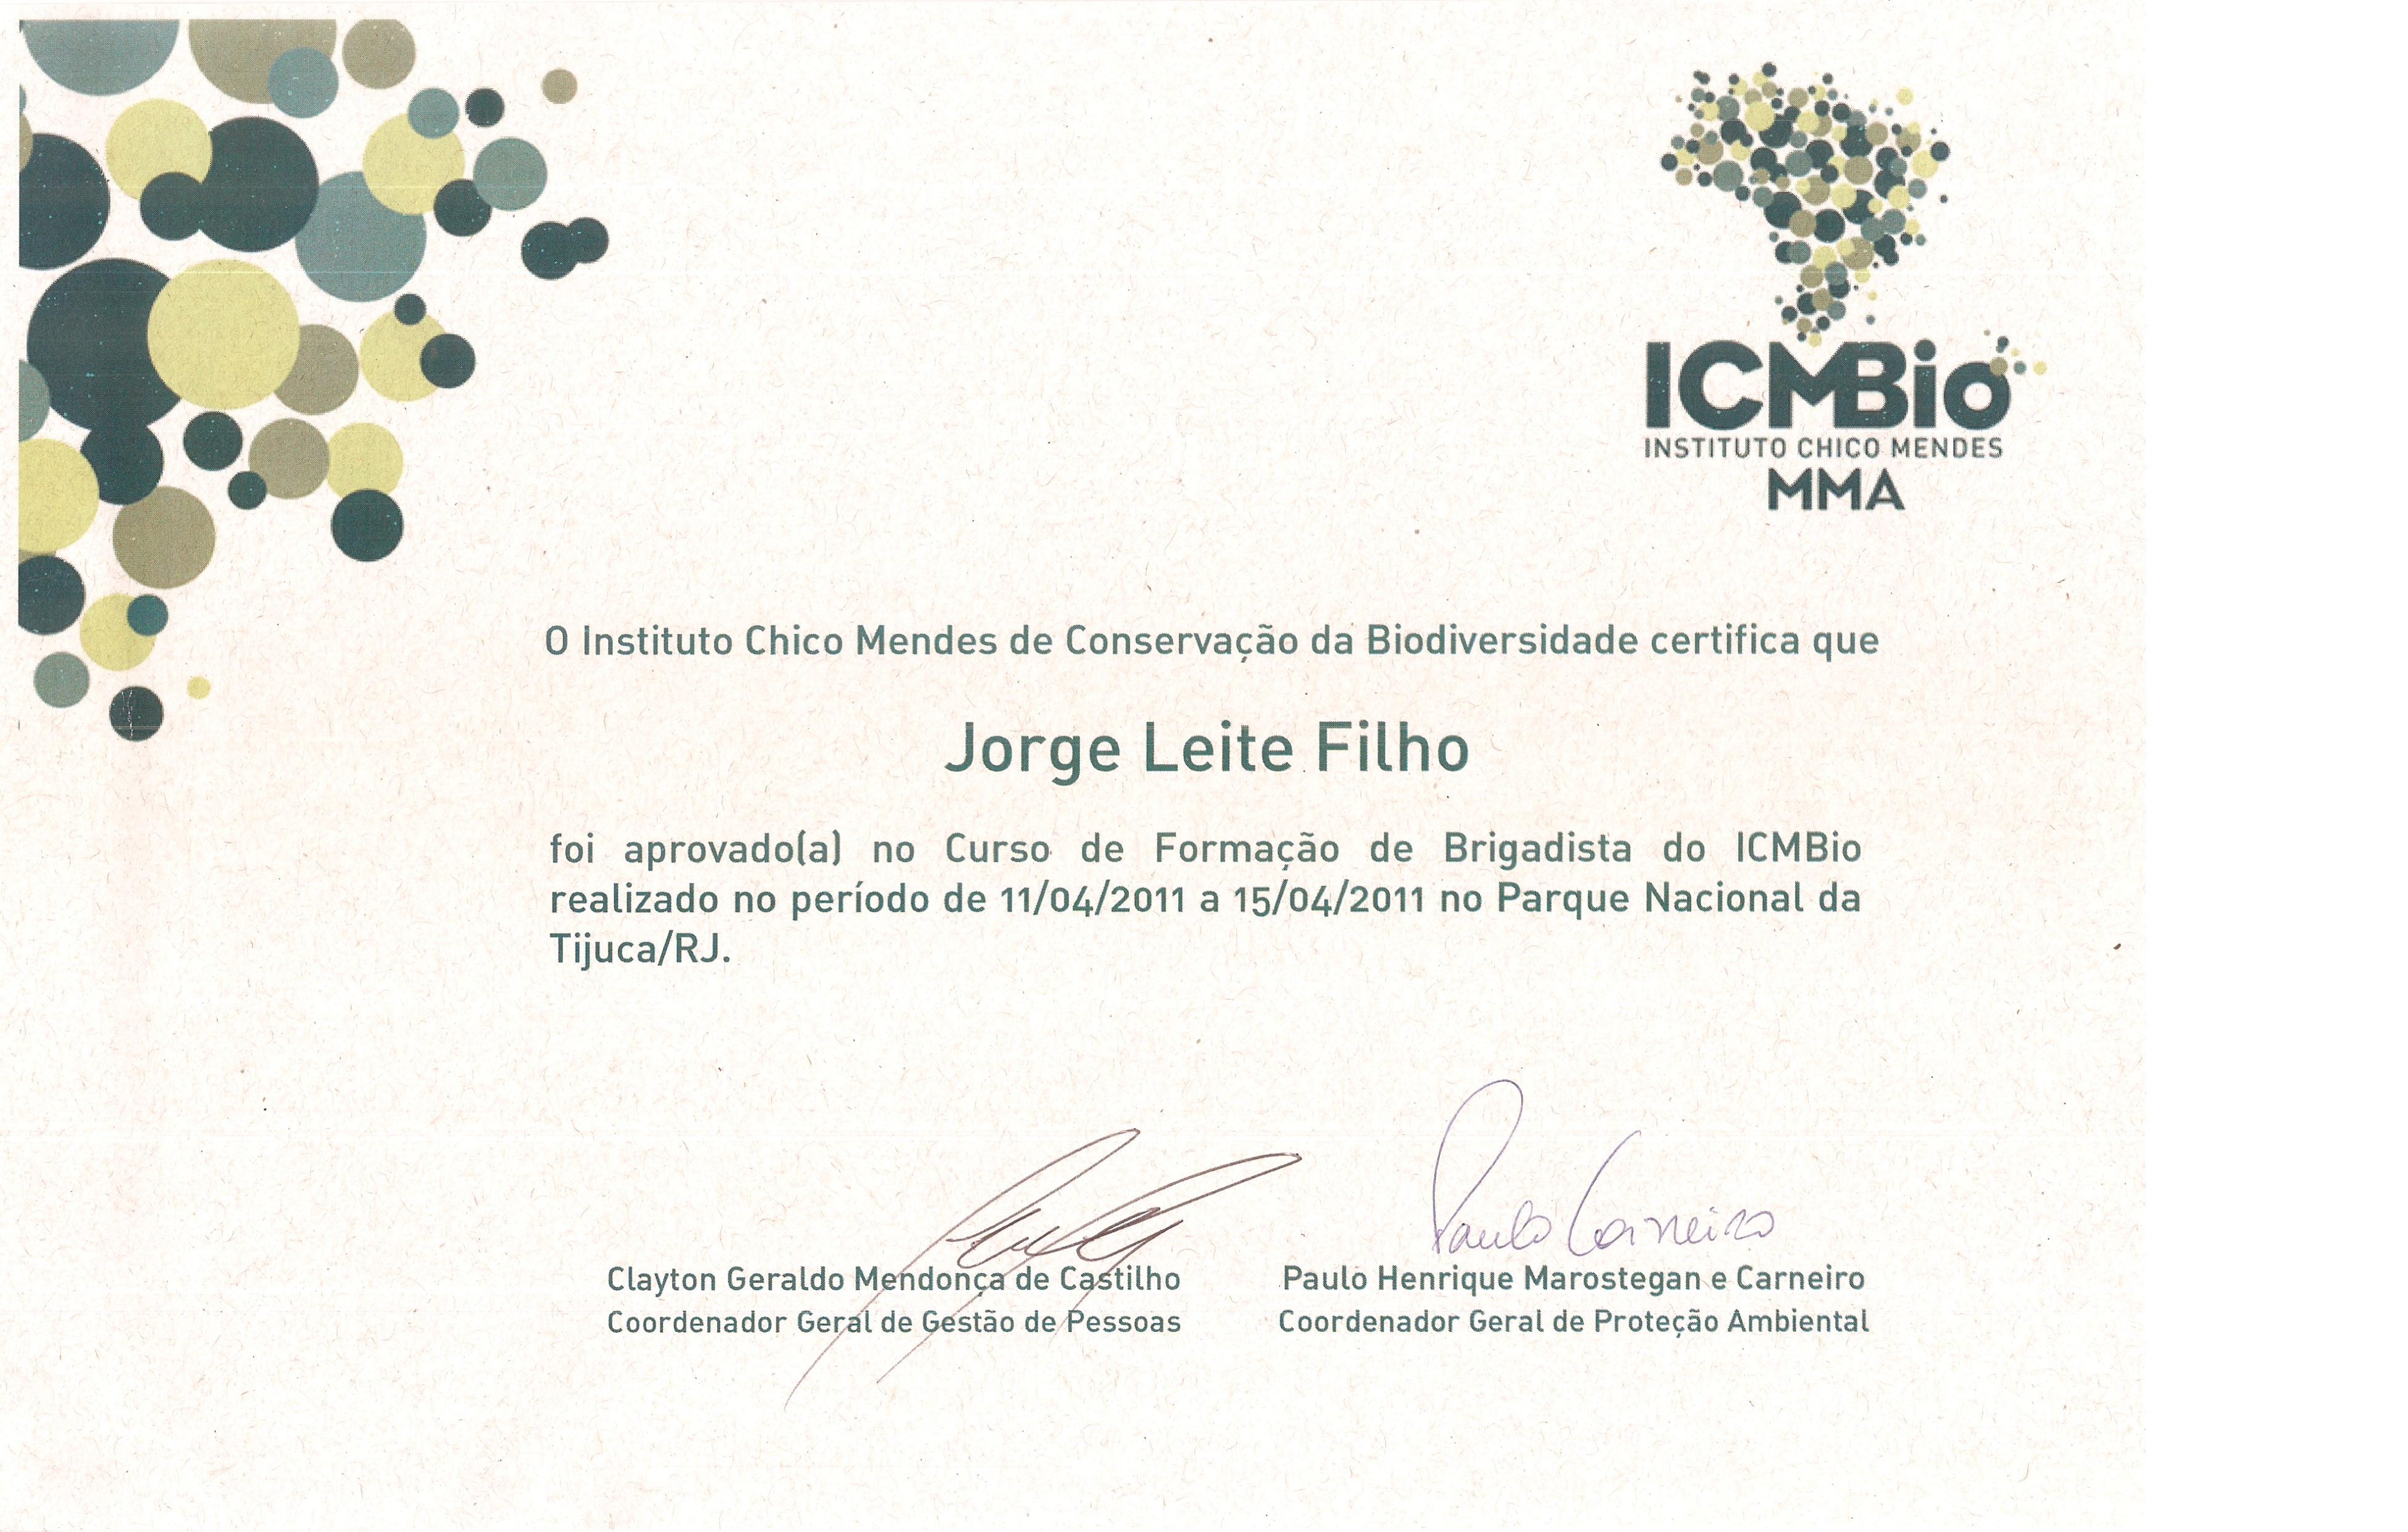 ICMBio
INSTITUTO CHICO MENDES
MMA
O Instituto Chico Mendes de Conservação da Biodiversidade certifica que
Jorge Leite Filho
foi aprovado(a) no Curso de Formação de Brigadista do ICMBio
realizado no período de 11/04/2011 a 15/04/2011 no Parque Nacional da
Tijuca/RJ.
Paulo Carneiro
Clayton Geraldo Mendonça de Castilho
Coordenador Geral de Gestão de Pessoas
Paulo Henrique Marostegan e Carneiro
Coordenador Geral de Proteção Ambiental